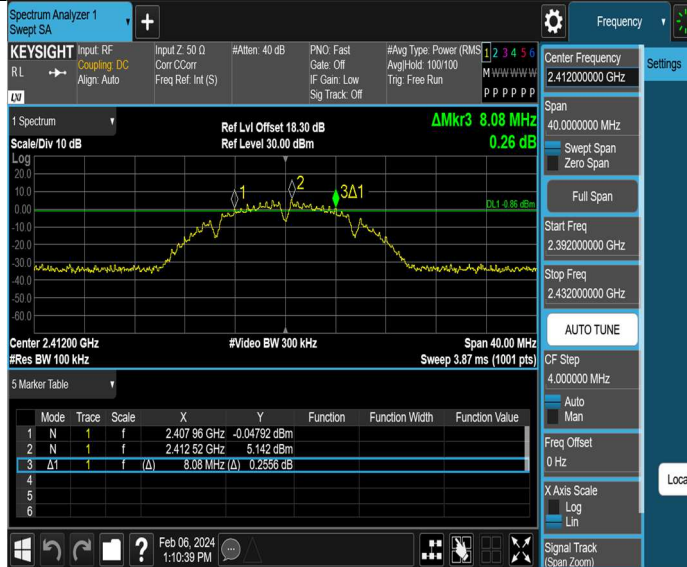 Spectrum Analyzer 1
Swept SA
+
Frequency
KEYSIGHT
RL
LXI
Input: RF
Coupling: DC
Align: Auto
Input Z: 50 Ω
Corr CCorr
Freq Ref: Int (S)
#Atten: 40 dB
PNO: Fast
Gate: Off
IF Gain: Low
Sig Track: Off
#Avg Type: Power (RMS
Avg|Hold: 100/100
Trig: Free Run
1 2 3 4 5 6
M W W W W W
P P P P P P
1 Spectrum
Scale/Div 10 dB
Ref Lvl Offset 18.30 dB
Ref Level 30.00 dBm
ΔMkr3 8.08 MHz
0.26 dB
Log
20.0
10.0
0.00
-10.0
-20.0
-30.0
-40.0
-50.0
-60.0
1
2
3Δ1
DL1 -0.86 dBm
Center 2.41200 GHz
#Res BW 100 kHz
#Video BW 300 kHz
Span 40.00 MHz
Sweep 3.87 ms (1001 pts)
5 Marker Table
Mode Trace Scale X Y Function Function Width Function Value
1 N 1 f 2.407 96 GHz -0.04792 dBm
2 N 1 f 2.412 52 GHz 5.142 dBm
3 Δ1 1 f (Δ) 8.08 MHz (Δ) 0.2556 dB
4
5
6
Feb 06, 2024
1:10:39 PM
?
Center Frequency
2.412000000 GHz
Span
40.0000000 MHz
Swept Span
Zero Span
Full Span
Start Freq
2.392000000 GHz
Stop Freq
2.432000000 GHz
AUTO TUNE
CF Step
4.000000 MHz
Auto
Man
Freq Offset
0 Hz
X Axis Scale
Log
Lin
Signal Track
(Span Zoom)
Settings
Loca